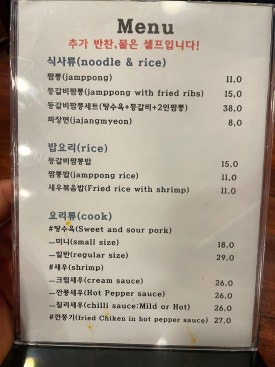 Menu
추가 반찬,물은 셀프입니다!
식사류(noodle & rice)
짬뽕(jamppong) 11,0
등갈비짬뽕(jamppong with fried ribs) 15,0
등갈비짬뽕세트(탕수육+등갈비+2인짬뽕) 38,0
짜장면(jajangmyeon) 8,0
밥요리(rice)
등갈비짬뽕밥 15,0
짬뽕밥(jamppong rice) 11,0
새우볶음밥(Fried rice with shrimp) 11,0
요리류(cook)
#탕수육(Sweet and sour pork)
—미니(small size) 18,0
—일반(regular size) 29,0
#새우(shrimp)
—크림새우(cream sauce) 26,0
—깐풍새우(Hot Pepper sauce) 26,0
—칠리새우(chilli sauce:Mild or Hot) 26,0
#깐풍기(fried Chiken in hot pepper sauce) 27,0